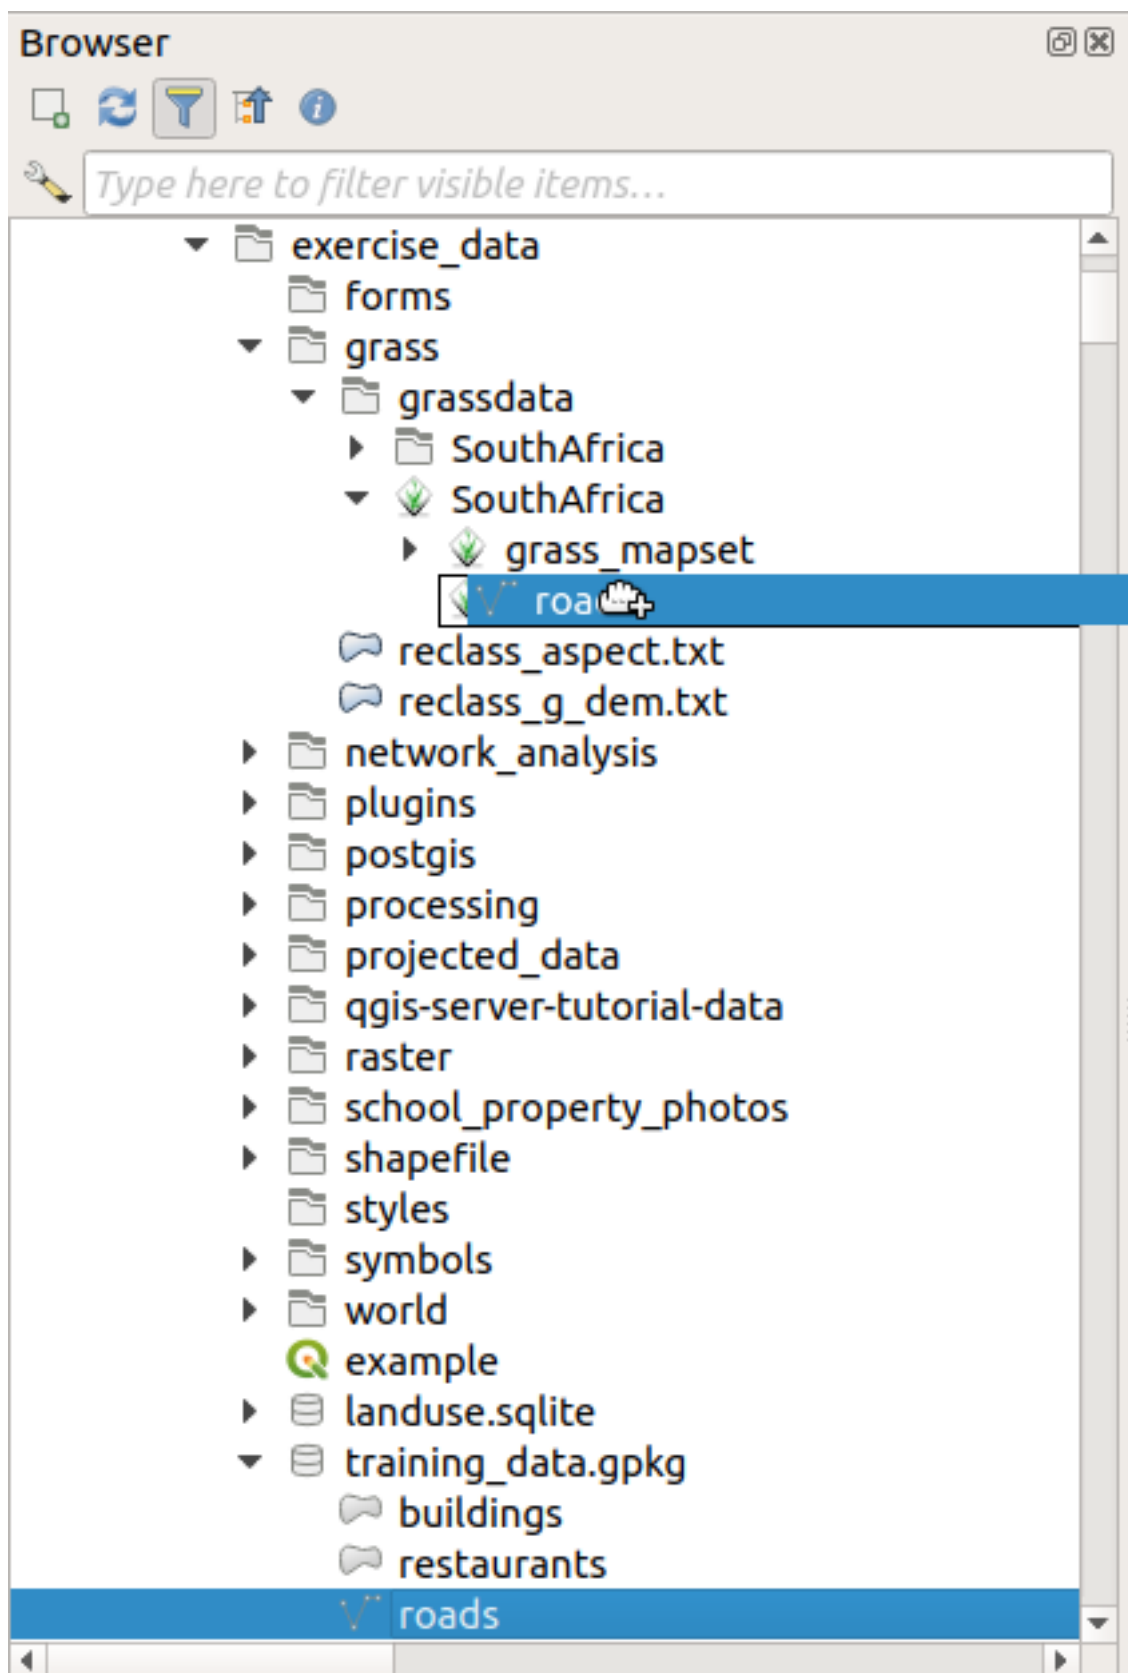 Browser
Type here to filter visible items...
exercise_data
forms
grass
grassdata
SouthAfrica
SouthAfrica
grass_mapset
reclass_aspect.txt
reclass_g_dem.txt
network_analysis
plugins
postgis
processing
projected_data
qgis-server-tutorial-data
raster
school_property_photos
shapefile
styles
symbols
world
example
landuse.sqlite
training_data.gpkg
buildings
restaurants
roads